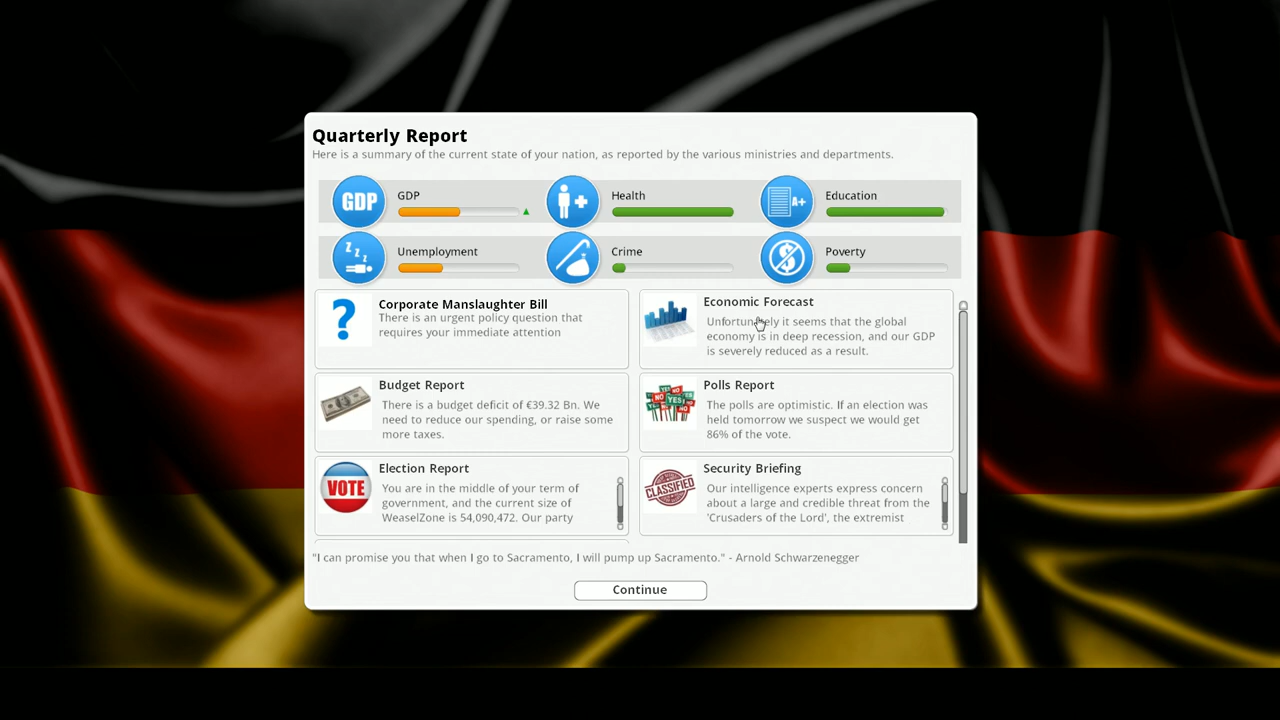 Quarterly Report
Here is a summary of the current state of your nation, as reported by the various ministries and departments.
GDP
GDP
Health
A+
Education
Z Z Z
Unemployment
Crime
Poverty
?
Corporate Manslaughter Bill
There is an urgent policy question that
requires your immediate attention
Economic Forecast
Unfortunately it seems that the global
economy is in deep recession, and our GDP
is severely reduced as a result.
Budget Report
There is a budget deficit of €39.32 Bn. We
need to reduce our spending, or raise some
more taxes.
YES NO NO YES NO
Polls Report
The polls are optimistic. If an election was
held tomorrow we suspect we would get
86% of the vote.
VOTE
Election Report
You are in the middle of your term of
government, and the current size of
WeaselZone is 54,090,472. Our party
CLASSIFIED
Security Briefing
Our intelligence experts express concern
about a large and credible threat from the
'Crusaders of the Lord', the extremist
"I can promise you that when I go to Sacramento, I will pump up Sacramento." - Arnold Schwarzenegger
Continue